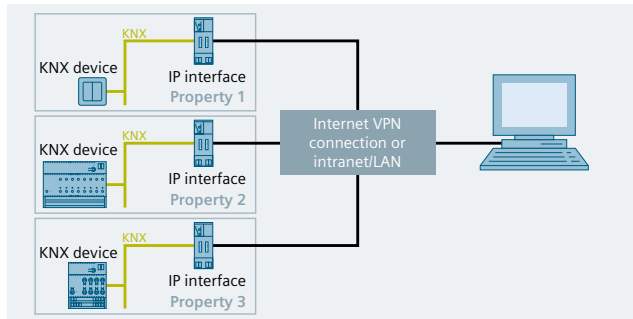 KNX
KNX device
IP interface
Property 1
KNX
KNX device
IP interface
Property 2
KNX
KNX device
IP interface
Property 3
Internet VPN
connection or
intranet/LAN